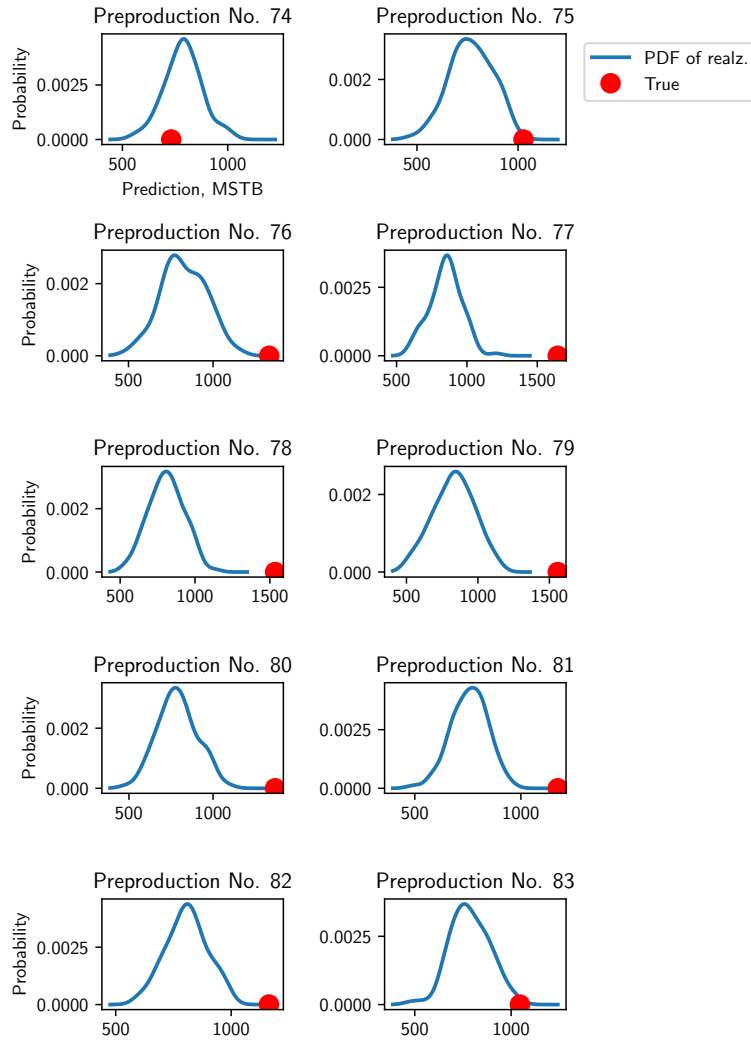 Preproduction No. 74
Preproduction No. 75
PDF of realz.
True
Probability
0.0025
0.0000
500
1000
Prediction, MSTB
0.002
0.000
500
1000
Preproduction No. 76
Preproduction No. 77
Probability
0.002
0.000
500
1000
0.0025
0.0000
500
1000
1500
Preproduction No. 78
Preproduction No. 79
Probability
0.002
0.000
500
1000
1500
0.002
0.000
500
1000
1500
Preproduction No. 80
Preproduction No. 81
Probability
0.002
0.000
500
1000
0.0025
0.0000
500
1000
Preproduction No. 82
Preproduction No. 83
Probability
0.0025
0.0000
500
1000
0.0025
0.0000
500
1000